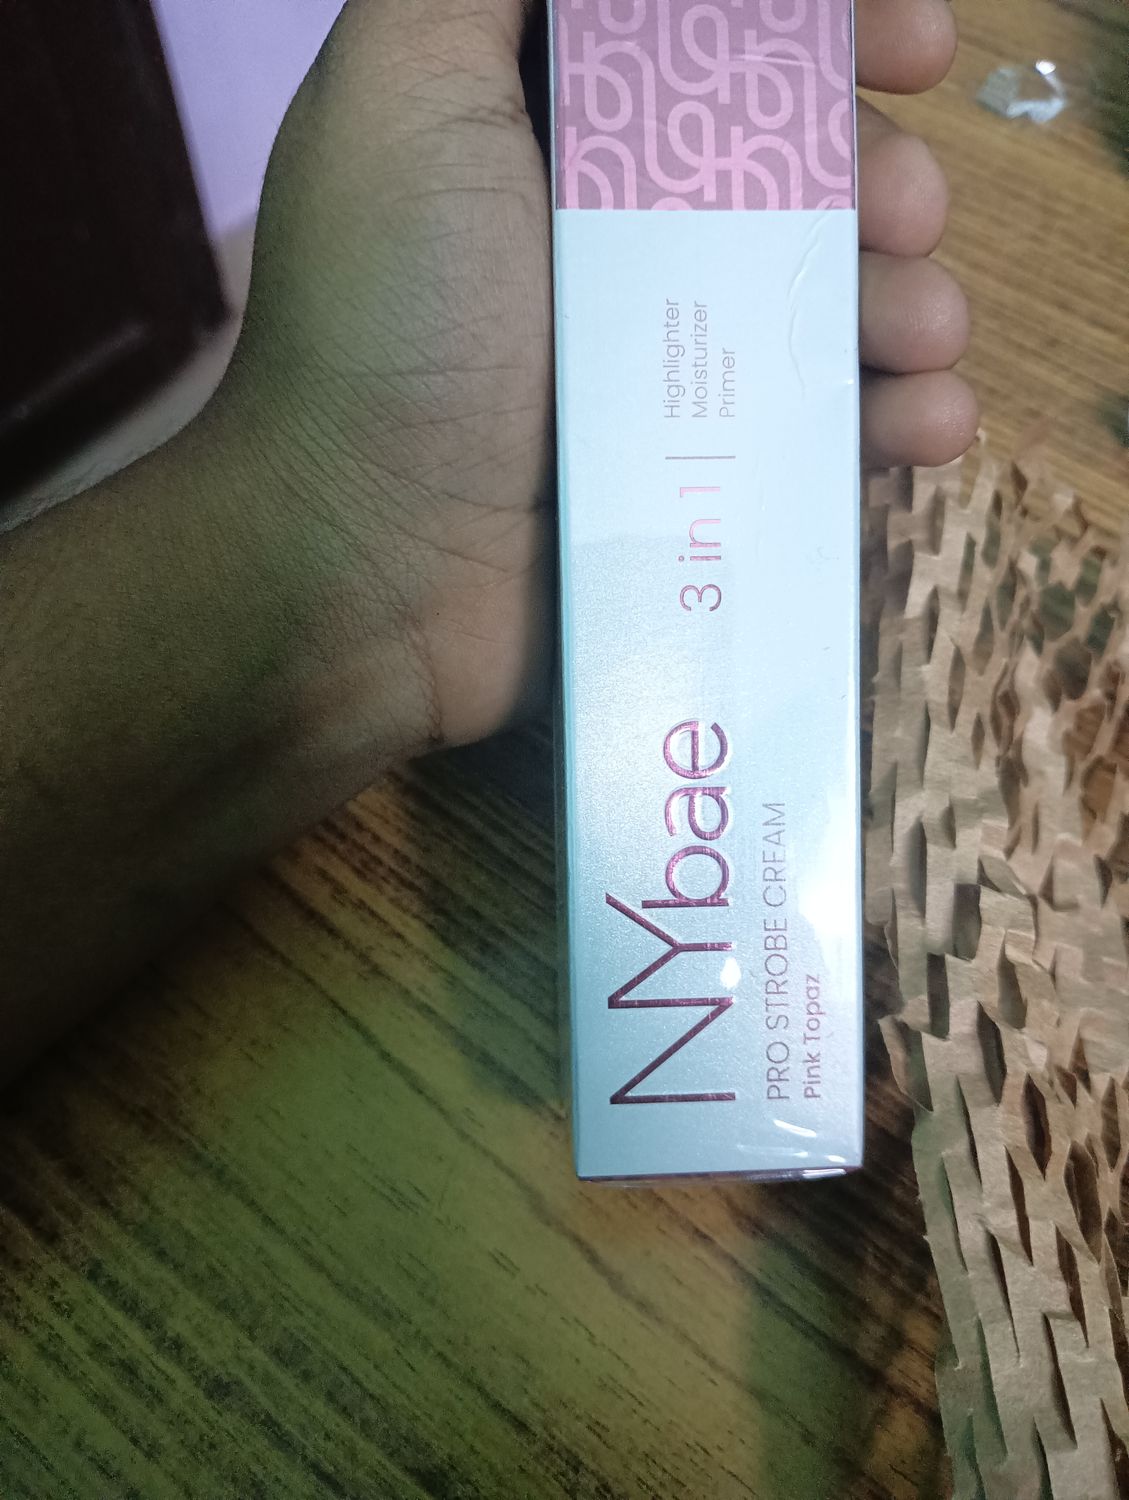 NYbae
PRO STROBE CREAM
Pink Topaz
3 in 1
Highlighter
Moisturizer
Primer